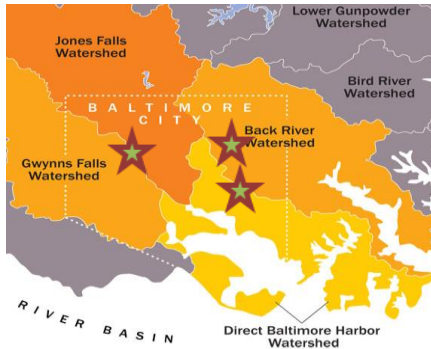 Lower Gunpowder
Watershed
Jones Falls
Watershed
Bird River
Watershed
BALTIMORE
CITY
Back River
Watershed
Gwynns Falls
Watershed
RIVER BASIN
Direct Baltimore Harbor
Watershed